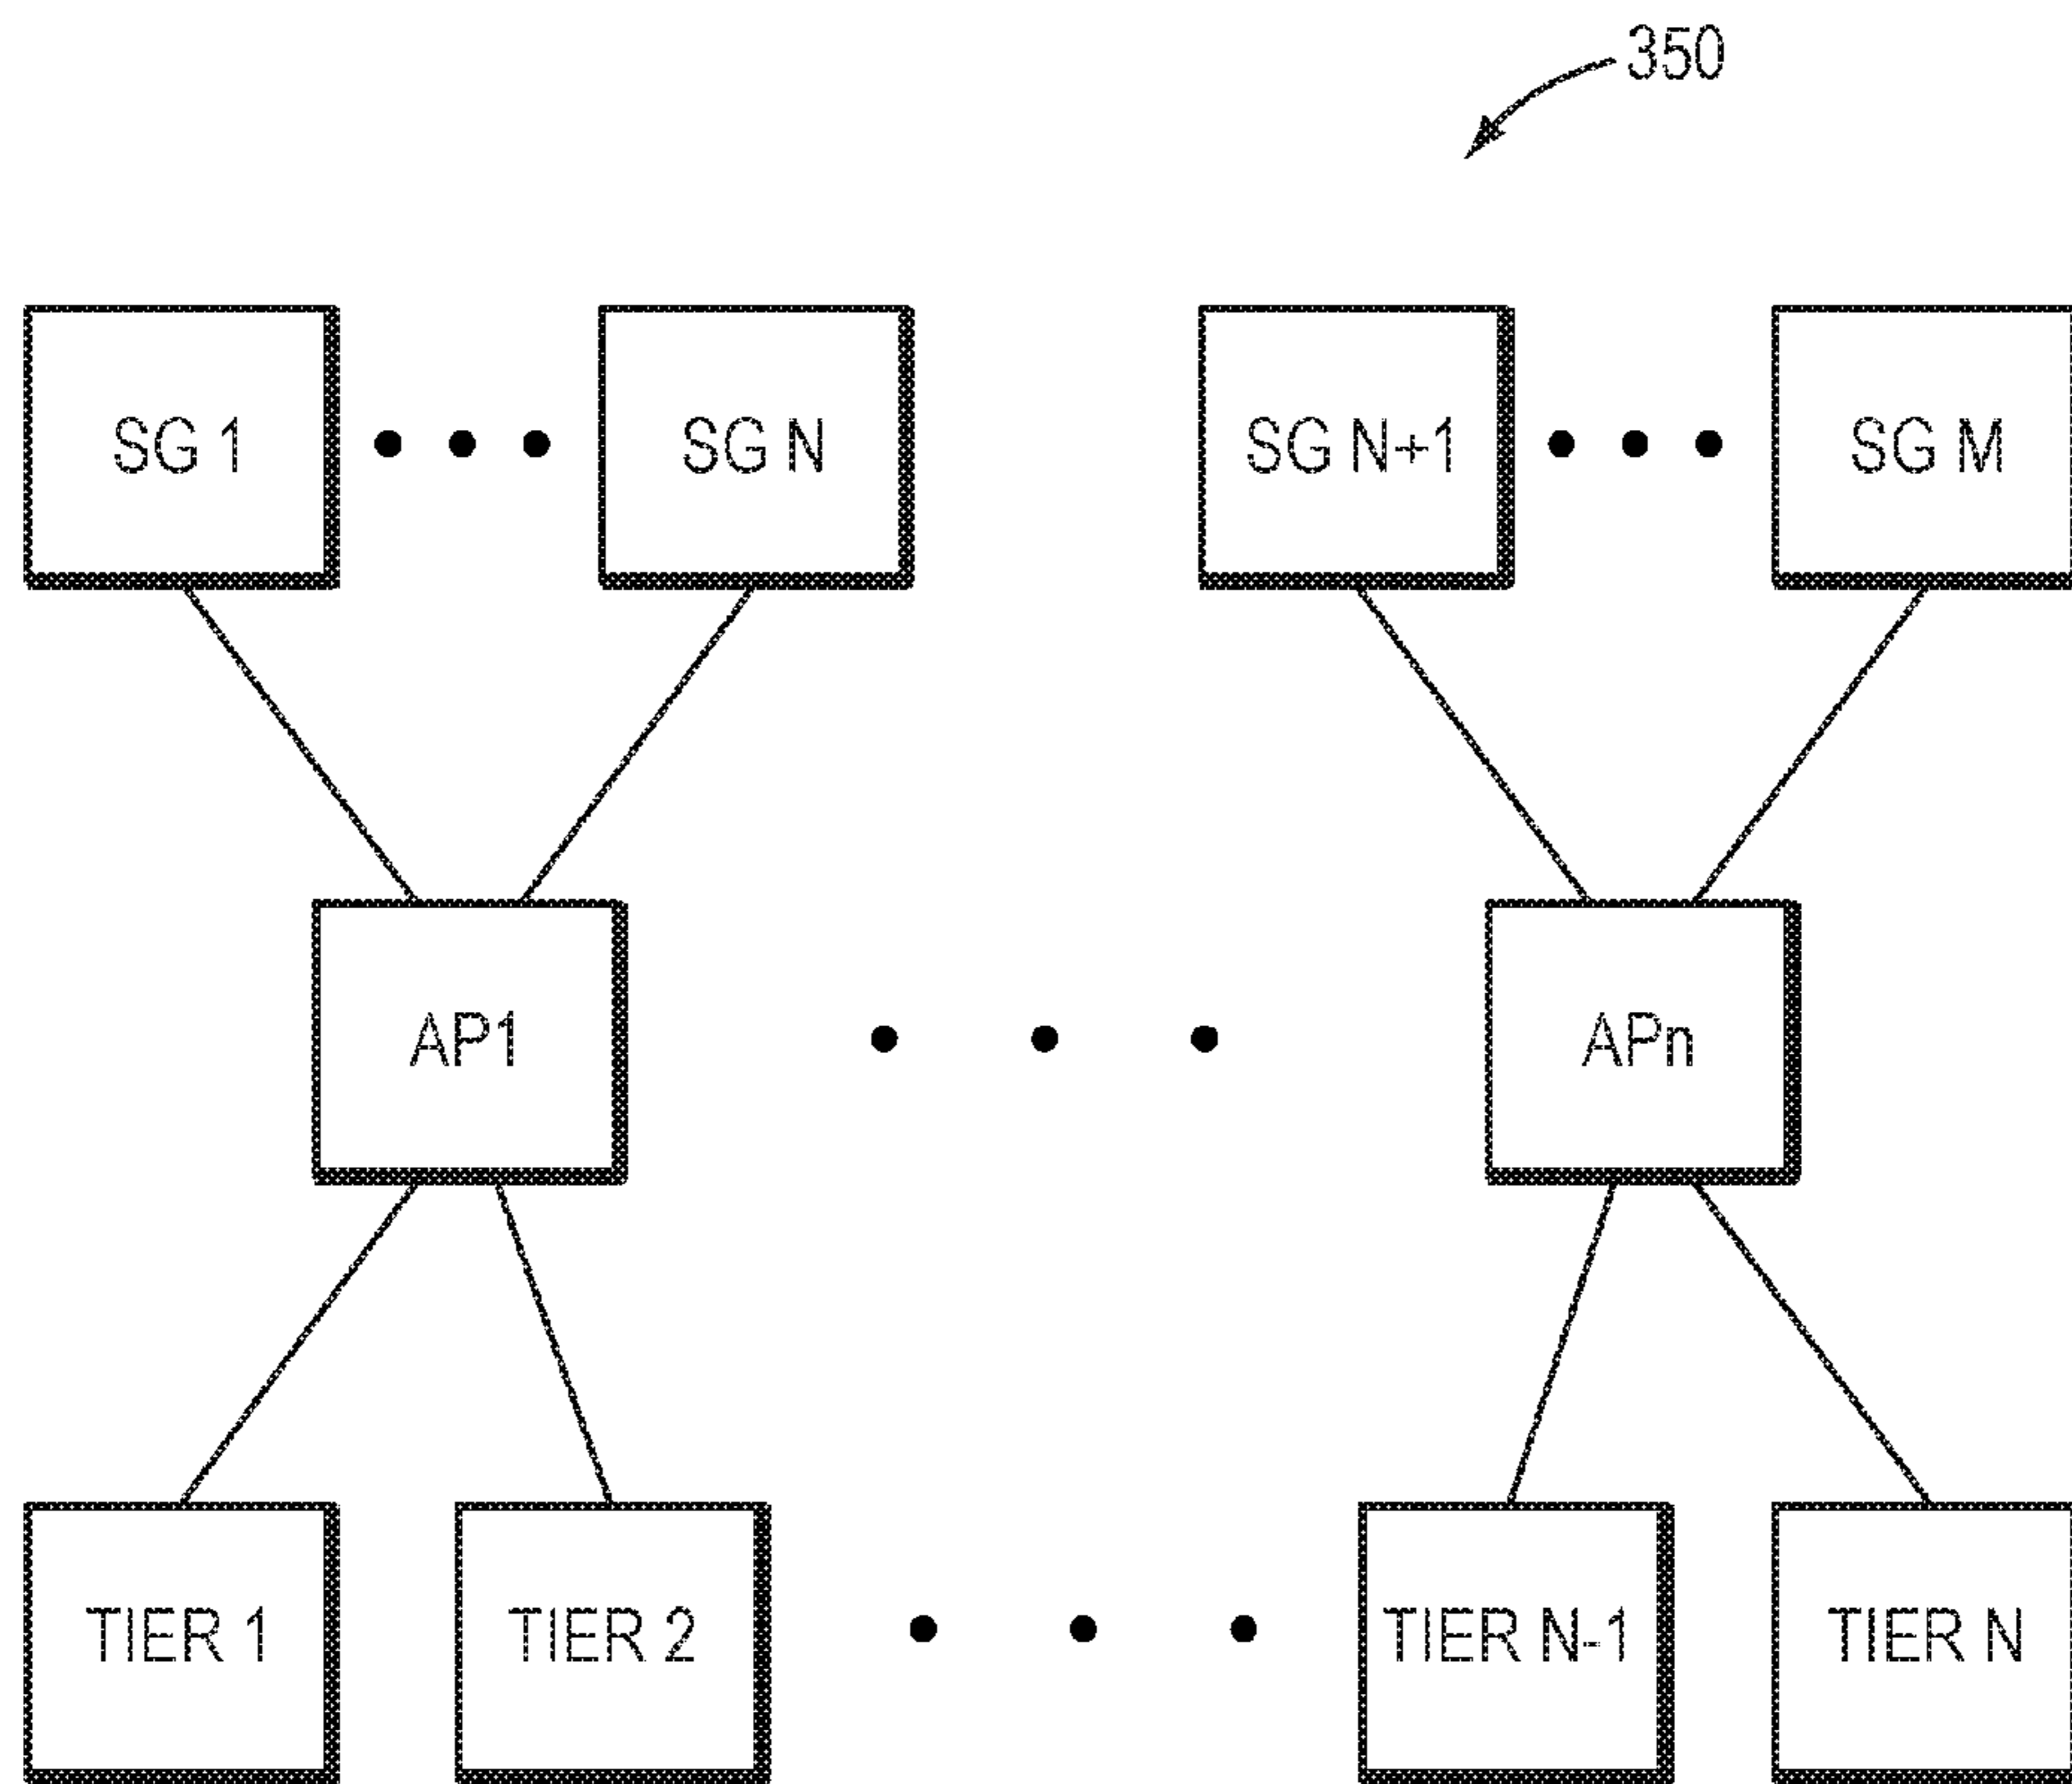 350
SG 1
SG N
SG N+1
SG M
AP1
APn
TIER 1
TIER 2
TIER N-1
TIER N